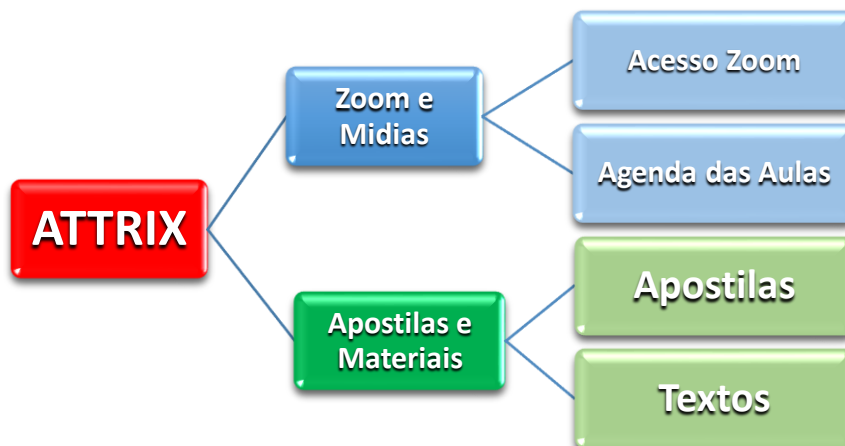 ATTRIX
Zoom e
Midias
Acesso Zoom
Agenda das Aulas
Apostilas e
Materiais
Apostilas
Textos